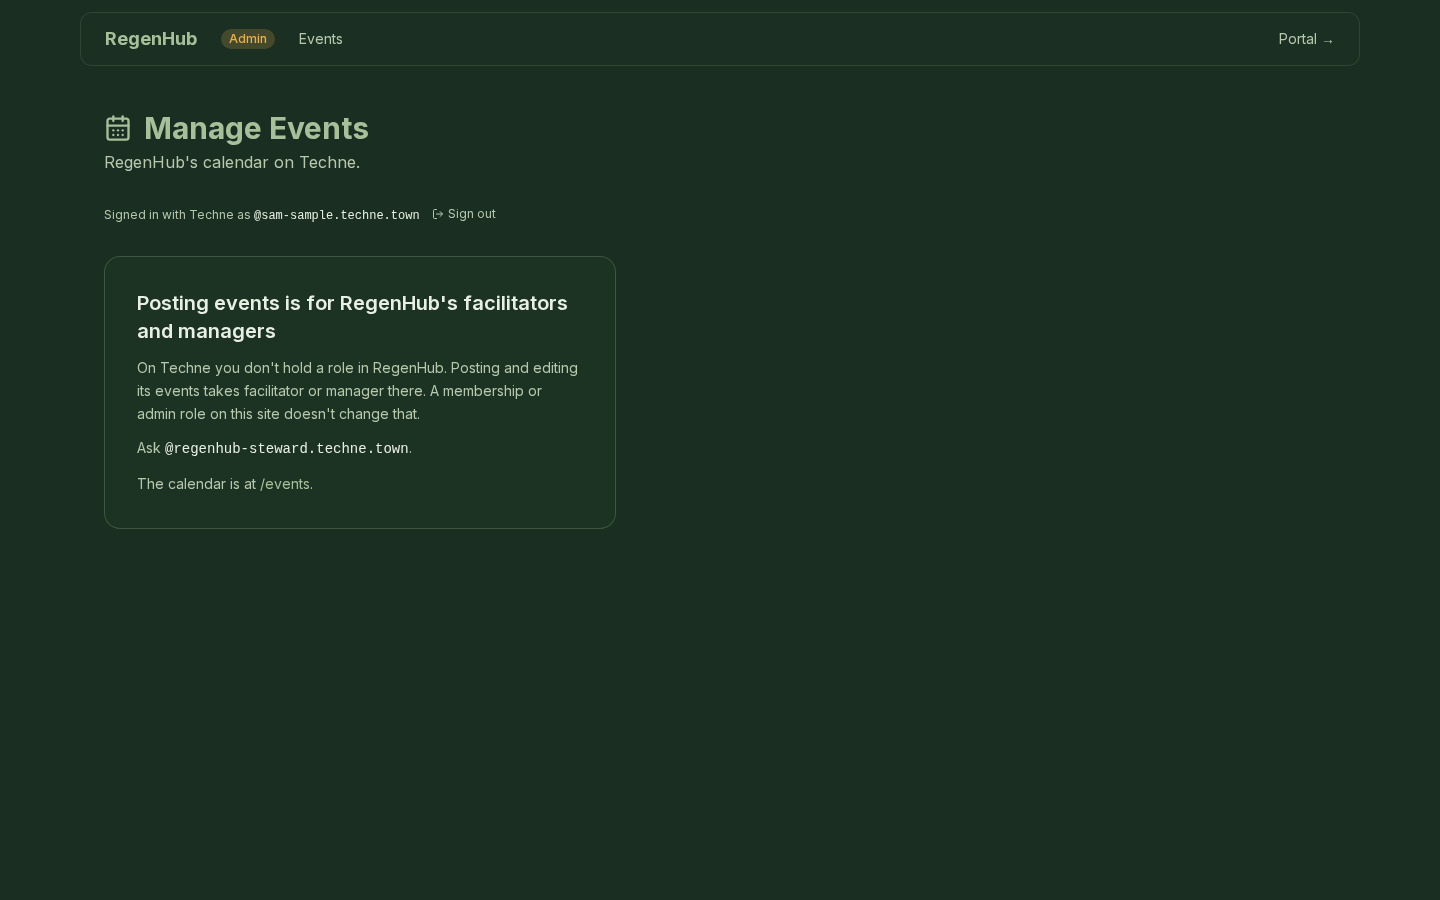 RegenHub Admin Events Portal →
Manage Events
RegenHub's calendar on Techne.
Signed in with Techne as @sam-sample.techne.town Sign out
Posting events is for RegenHub's facilitators
and managers
On Techne you don't hold a role in RegenHub. Posting and editing
its events takes facilitator or manager there. A membership or
admin role on this site doesn't change that.
Ask @regenhub-steward.techne.town.
The calendar is at /events.